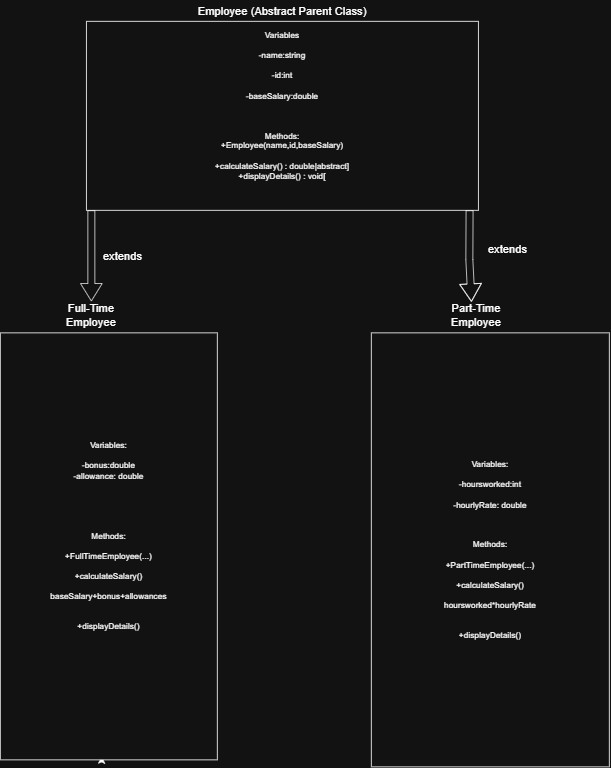 Employee (Abstract Parent Class)
Variables
-name:string
-id:int
-baseSalary:double
Methods:
+Employee(name,id,baseSalary)
+calculateSalary() : double|abstract]
+displayDetails() : void[
extends
extends
Full-Time
Employee
Variables:
-bonus:double
-allowance: double
Methods:
+FullTimeEmployee(...)
+calculateSalary()
baseSalary+bonus+allowances
+displayDetails()
Part-Time
Employee
Variables:
-hoursworked:int
-hourlyRate: double
Methods:
+PartTimeEmployee(...)
+calculateSalary()
hoursworked*hourlyRate
+displayDetails()